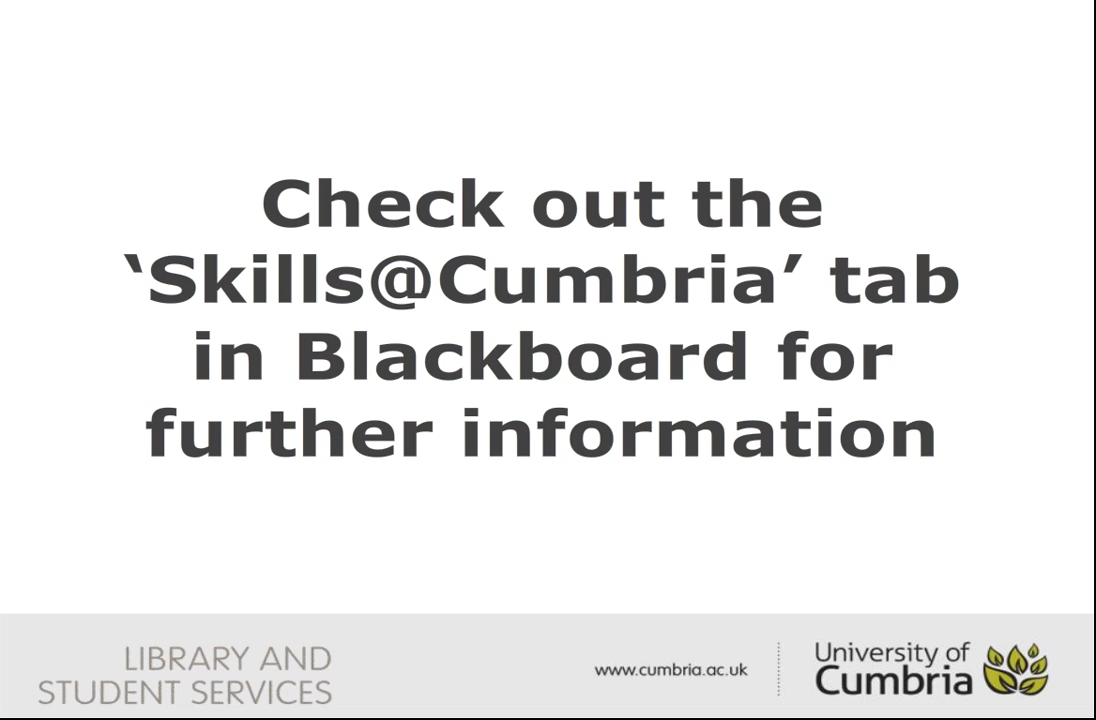 Check out the
‘Skills@Cumbria’ tab
in Blackboard for
further information
LIBRARY AND
STUDENT SERVICES
www.cumbria.ac.uk
University of
Cumbria